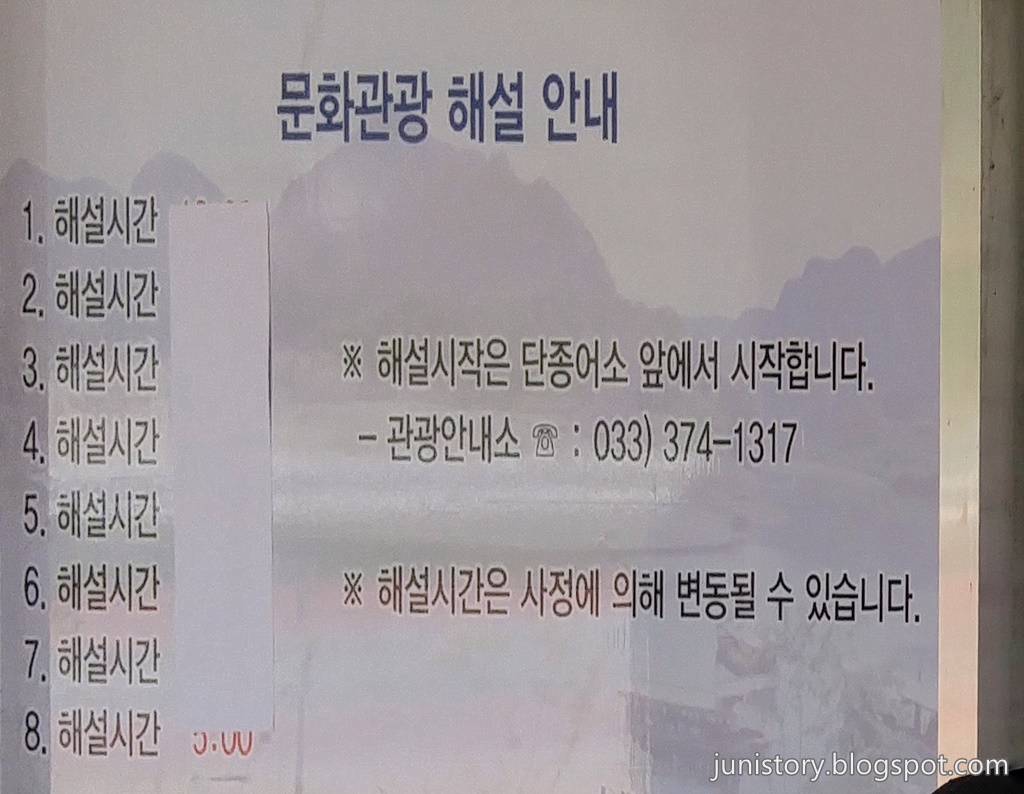 문화관광 해설 안내
1. 해설시간
2. 해설시간
3. 해설시간
※ 해설시작은 단종어소 앞에서 시작합니다.
4. 해설시간
- 관광안내소 ☎ : 033) 374-1317
5. 해설시간
6. 해설시간
※ 해설시간은 사정에 의해 변동될 수 있습니다.
7. 해설시간
8. 해설시간
junistory.blogspot.com